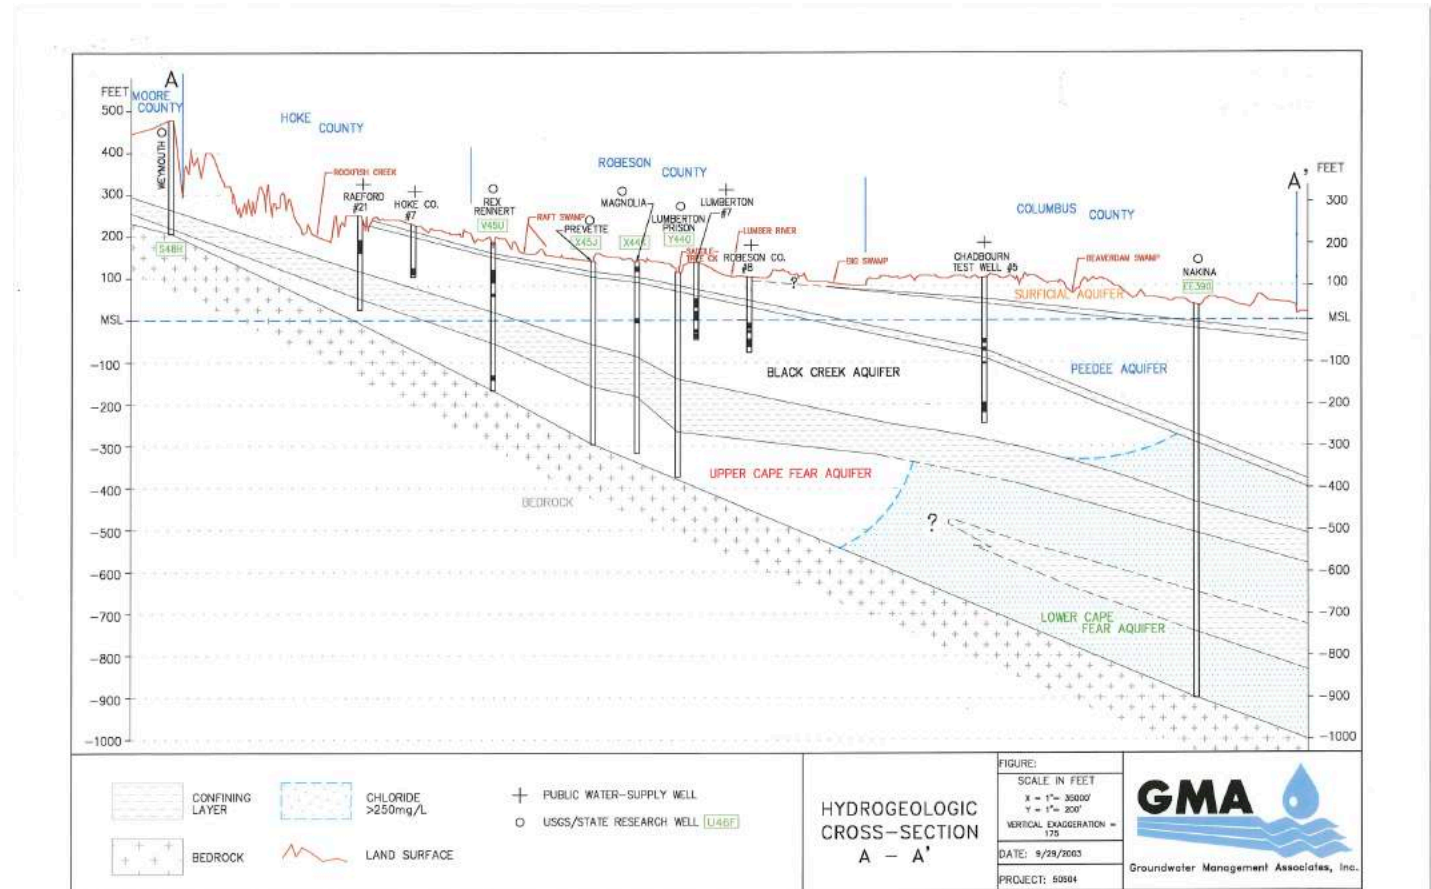 A
FEET
MOORE
COUNTY
HOKE
COUNTY
ROBESON
COUNTY
COLUMBUS COUNTY
A'
FEET
500
400
300
200
100
MSL
-100
-200
-300
-400
-500
-600
-700
-800
-900
-1000
300
200
100
MSL
-100
-200
-300
-400
-500
-600
-700
-800
-900
-1000
WEYMOUTH
S48H
ROCKFISH CREEK
RAEFORD
#21
HOKE CO.
#7
REX
RENNERT
V45U
RAFT SWAMP
PREVETTE
X45J
MAGNOLIA
LUMBERTON
PRISON
Y44O
LUMBERTON
#7
LUMBER RIVER
ROBESON CO.
#8
?
BIG SWAMP
CHADBOURN
TEST WELL #5
BEAVERDAM SWAMP
NAKINA
EE39O
SURFICIAL AQUIFER
PEEDEE AQUIFER
BLACK CREEK AQUIFER
UPPER CAPE FEAR AQUIFER
BEDROCK
?
LOWER CAPE
FEAR AQUIFER
CONFINING
LAYER
BEDROCK
CHLORIDE
>250mg/L
LAND SURFACE
PUBLIC WATER-SUPPLY WELL
USGS/STATE RESEARCH WELL U46F
HYDROGEOLOGIC
CROSS-SECTION
A - A'
FIGURE:
SCALE IN FEET
X = 1"= 36000'
Y = 1"= 200'
VERTICAL EXAGGERATION =
175
DATE: 9/29/2003
PROJECT: 50504
GMA
Groundwater Management Associates, Inc.